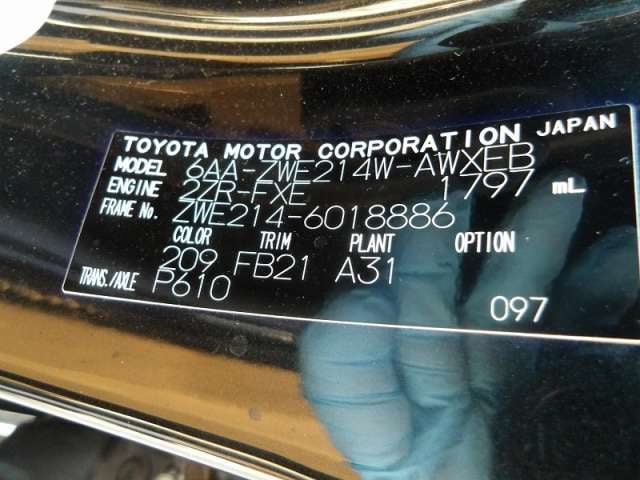 TOYOTA MOTOR CORPORATION JAPAN
MODEL 6AA-ZWE214W-AWXEB
ENGINE 2ZR-FXE 1797 mL
FRAME No. ZWE214-6018886
COLOR TRIM PLANT OPTION
209 FB21 A31
TRANS./AXLE P610
097